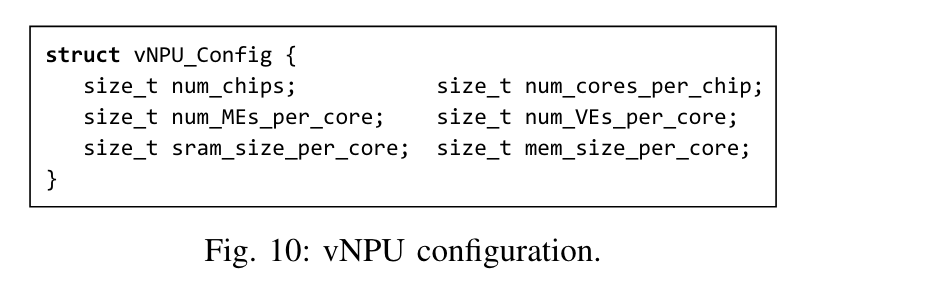 struct vNPU_Config {
size_t num_chips; size_t num_cores_per_chip;
size_t num_MEs_per_core; size_t num_VEs_per_core;
size_t sram_size_per_core; size_t mem_size_per_core;
}
Fig. 10: vNPU configuration.